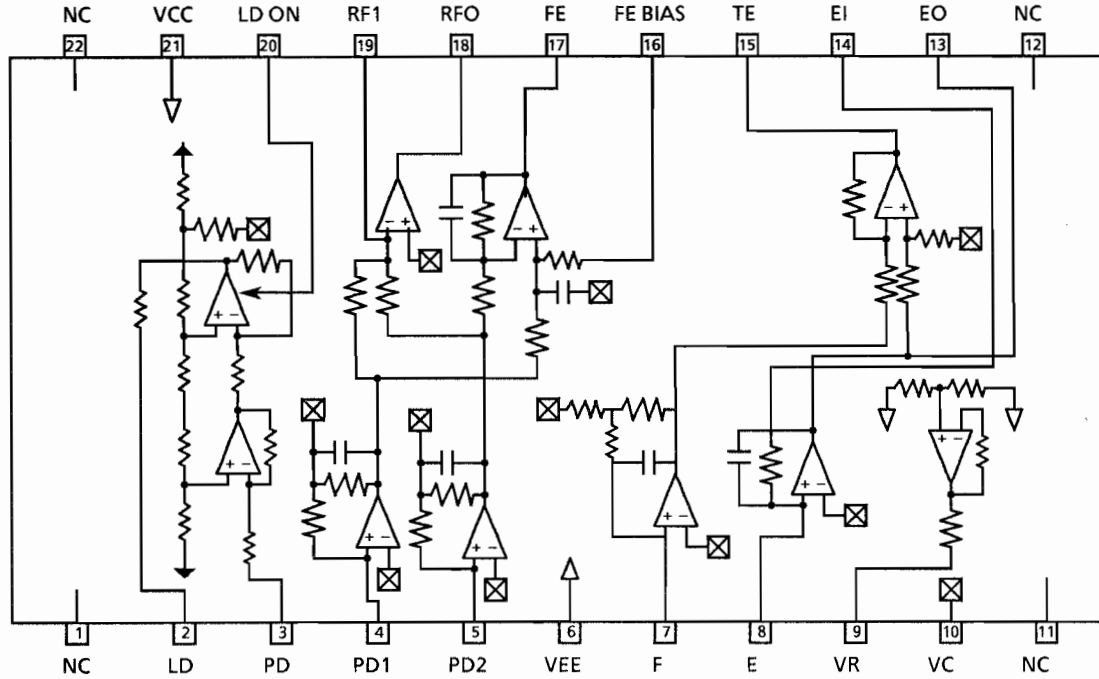 NC VCC LD ON RF1 RFO FE FE BIAS TE EI EO NC
22 21 20 19 18 17 16 15 14 13 12
- +
- +
- +
+ -
+ -
+ -
+ -
+ -
+ -
+ -
1 2 3 4 5 6 7 8 9 10 11
NC LD PD PD1 PD2 VEE F E VR VC NC